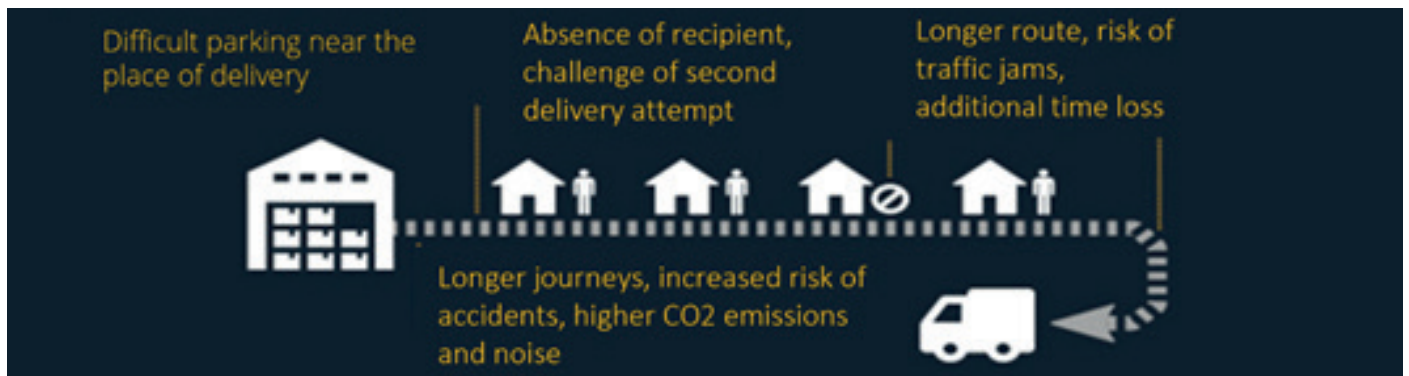 Difficult parking near the
place of delivery
Absence of recipient,
challenge of second
delivery attempt
Longer route, risk of
traffic jams,
additional time loss
Longer journeys, increased risk of
accidents, higher CO2 emissions
and noise